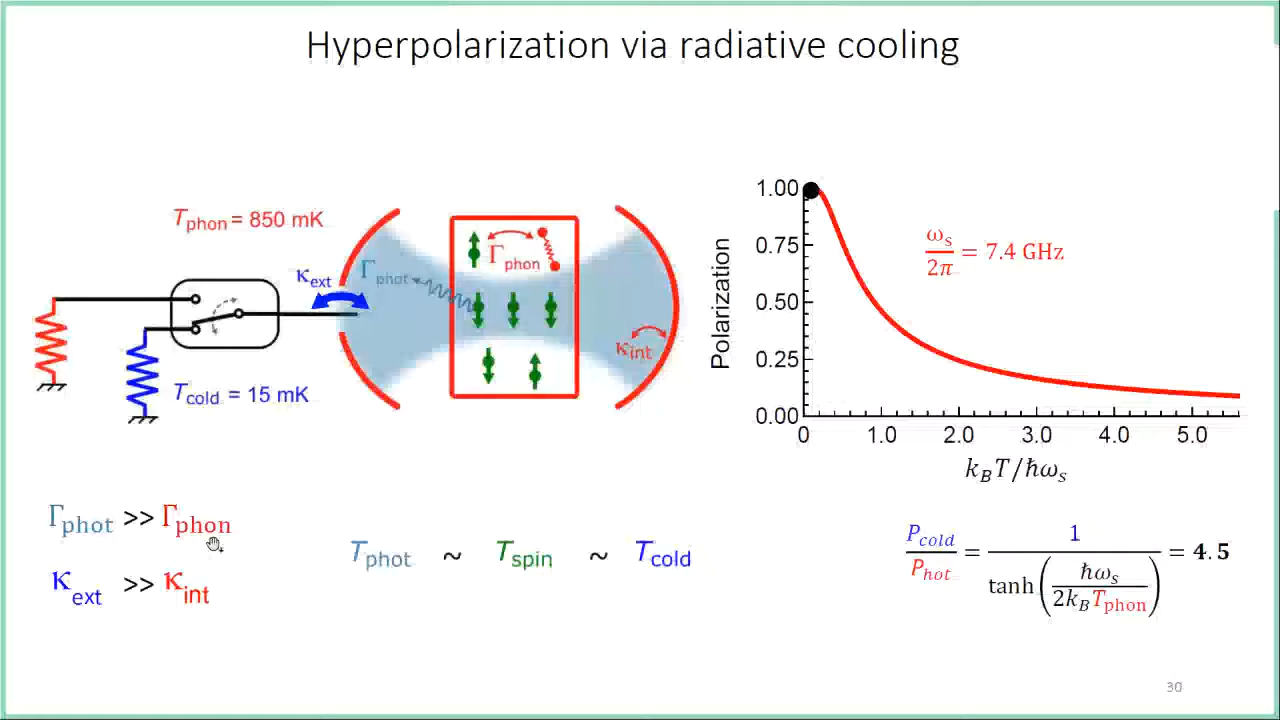 Hyperpolarization via radiative cooling
T_phon = 850 mK
κ_ext
Γ_phot
Γ_phon
κ_int
T_cold = 15 mK
Polarization
1.00
0.75
0.50
0.25
0.00
0 1.0 2.0 3.0 4.0 5.0
k_B T/ħω_s
ω_s/2π = 7.4 GHz
Γ_phot >> Γ_phon
κ_ext >> κ_int
T_phot ~ T_spin ~ T_cold
P_cold/P_hot = 1/tanh(ħω_s/2k_B T_phon) = 4.5
30